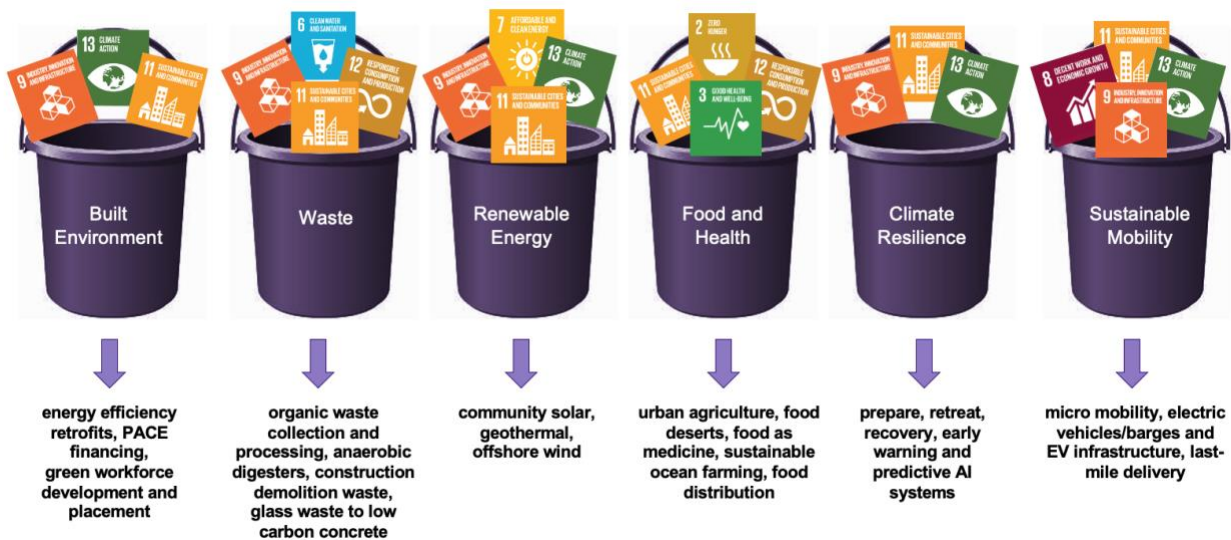 13 CLIMATE
ACTION
9 INDUSTRY, INNOVATION
AND INFRASTRUCTURE
11 SUSTAINABLE CITIES
AND COMMUNITIES
Built
Environment
energy efficiency
retrofits, PACE
financing,
green workforce
development and
placement
6 CLEAN WATER
AND SANITATION
9 INDUSTRY, INNOVATION
AND INFRASTRUCTURE
12 RESPONSIBLE
CONSUMPTION
AND PRODUCTION
11 SUSTAINABLE CITIES
AND COMMUNITIES
Waste
organic waste
collection and
processing, anaerobic
digesters, construction
demolition waste,
glass waste to low
carbon concrete
7 AFFORDABLE AND
CLEAN ENERGY
9 INDUSTRY, INNOVATION
AND INFRASTRUCTURE
13 CLIMATE
ACTION
11 SUSTAINABLE CITIES
AND COMMUNITIES
Renewable
Energy
community solar,
geothermal,
offshore wind
2 ZERO
HUNGER
11 SUSTAINABLE CITIES
AND COMMUNITIES
12 RESPONSIBLE
CONSUMPTION
AND PRODUCTION
3 GOOD HEALTH
AND WELL-BEING
Food and
Health
urban agriculture, food
deserts, food as
medicine, sustainable
ocean farming, food
distribution
11 SUSTAINABLE CITIES
AND COMMUNITIES
9 INDUSTRY, INNOVATION
AND INFRASTRUCTURE
13 CLIMATE
ACTION
Climate
Resilience
prepare, retreat,
recovery, early
warning and
predictive AI
systems
11 SUSTAINABLE CITIES
AND COMMUNITIES
8 DECENT WORK AND
ECONOMIC GROWTH
13 CLIMATE
ACTION
9 INDUSTRY, INNOVATION
AND INFRASTRUCTURE
Sustainable
Mobility
micro mobility, electric
vehicles/barges and
EV infrastructure, last-
mile delivery